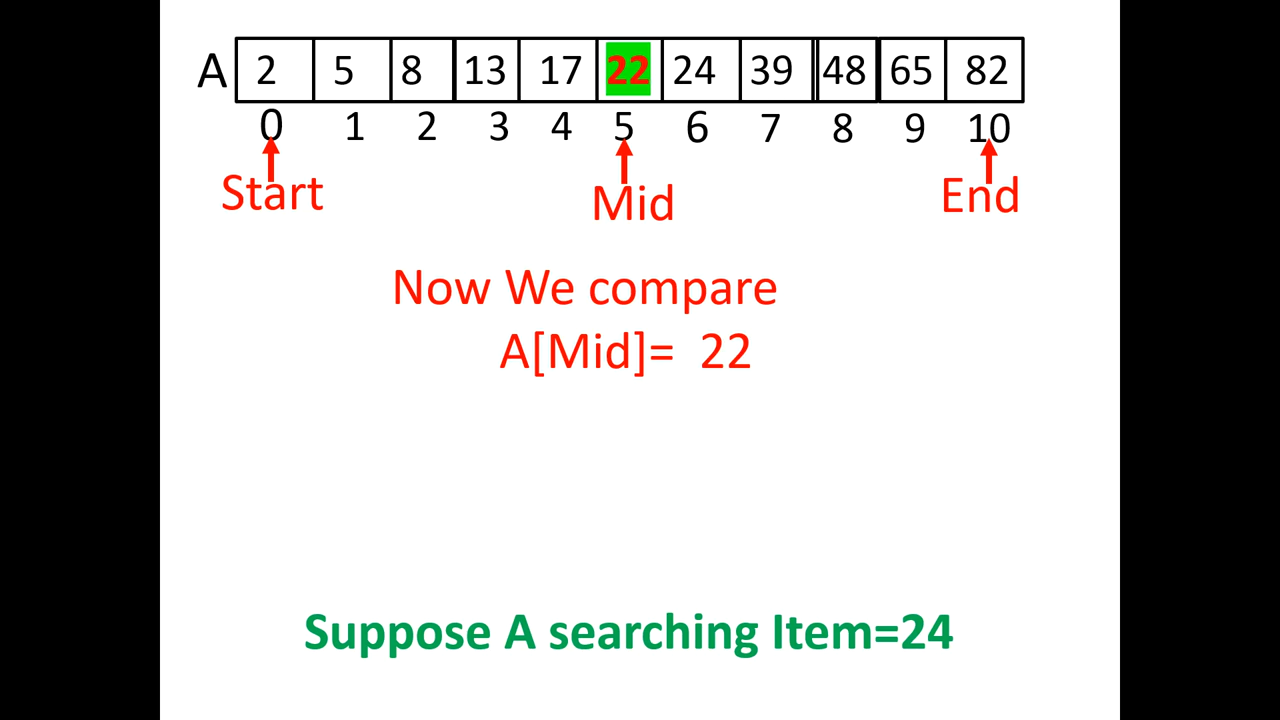 A 2 5 8 13 17 22 24 39 48 65 82
0 1 2 3 4 5 6 7 8 9 10
Start Mid End
Now We compare
A[Mid]= 22
Suppose A searching Item=24